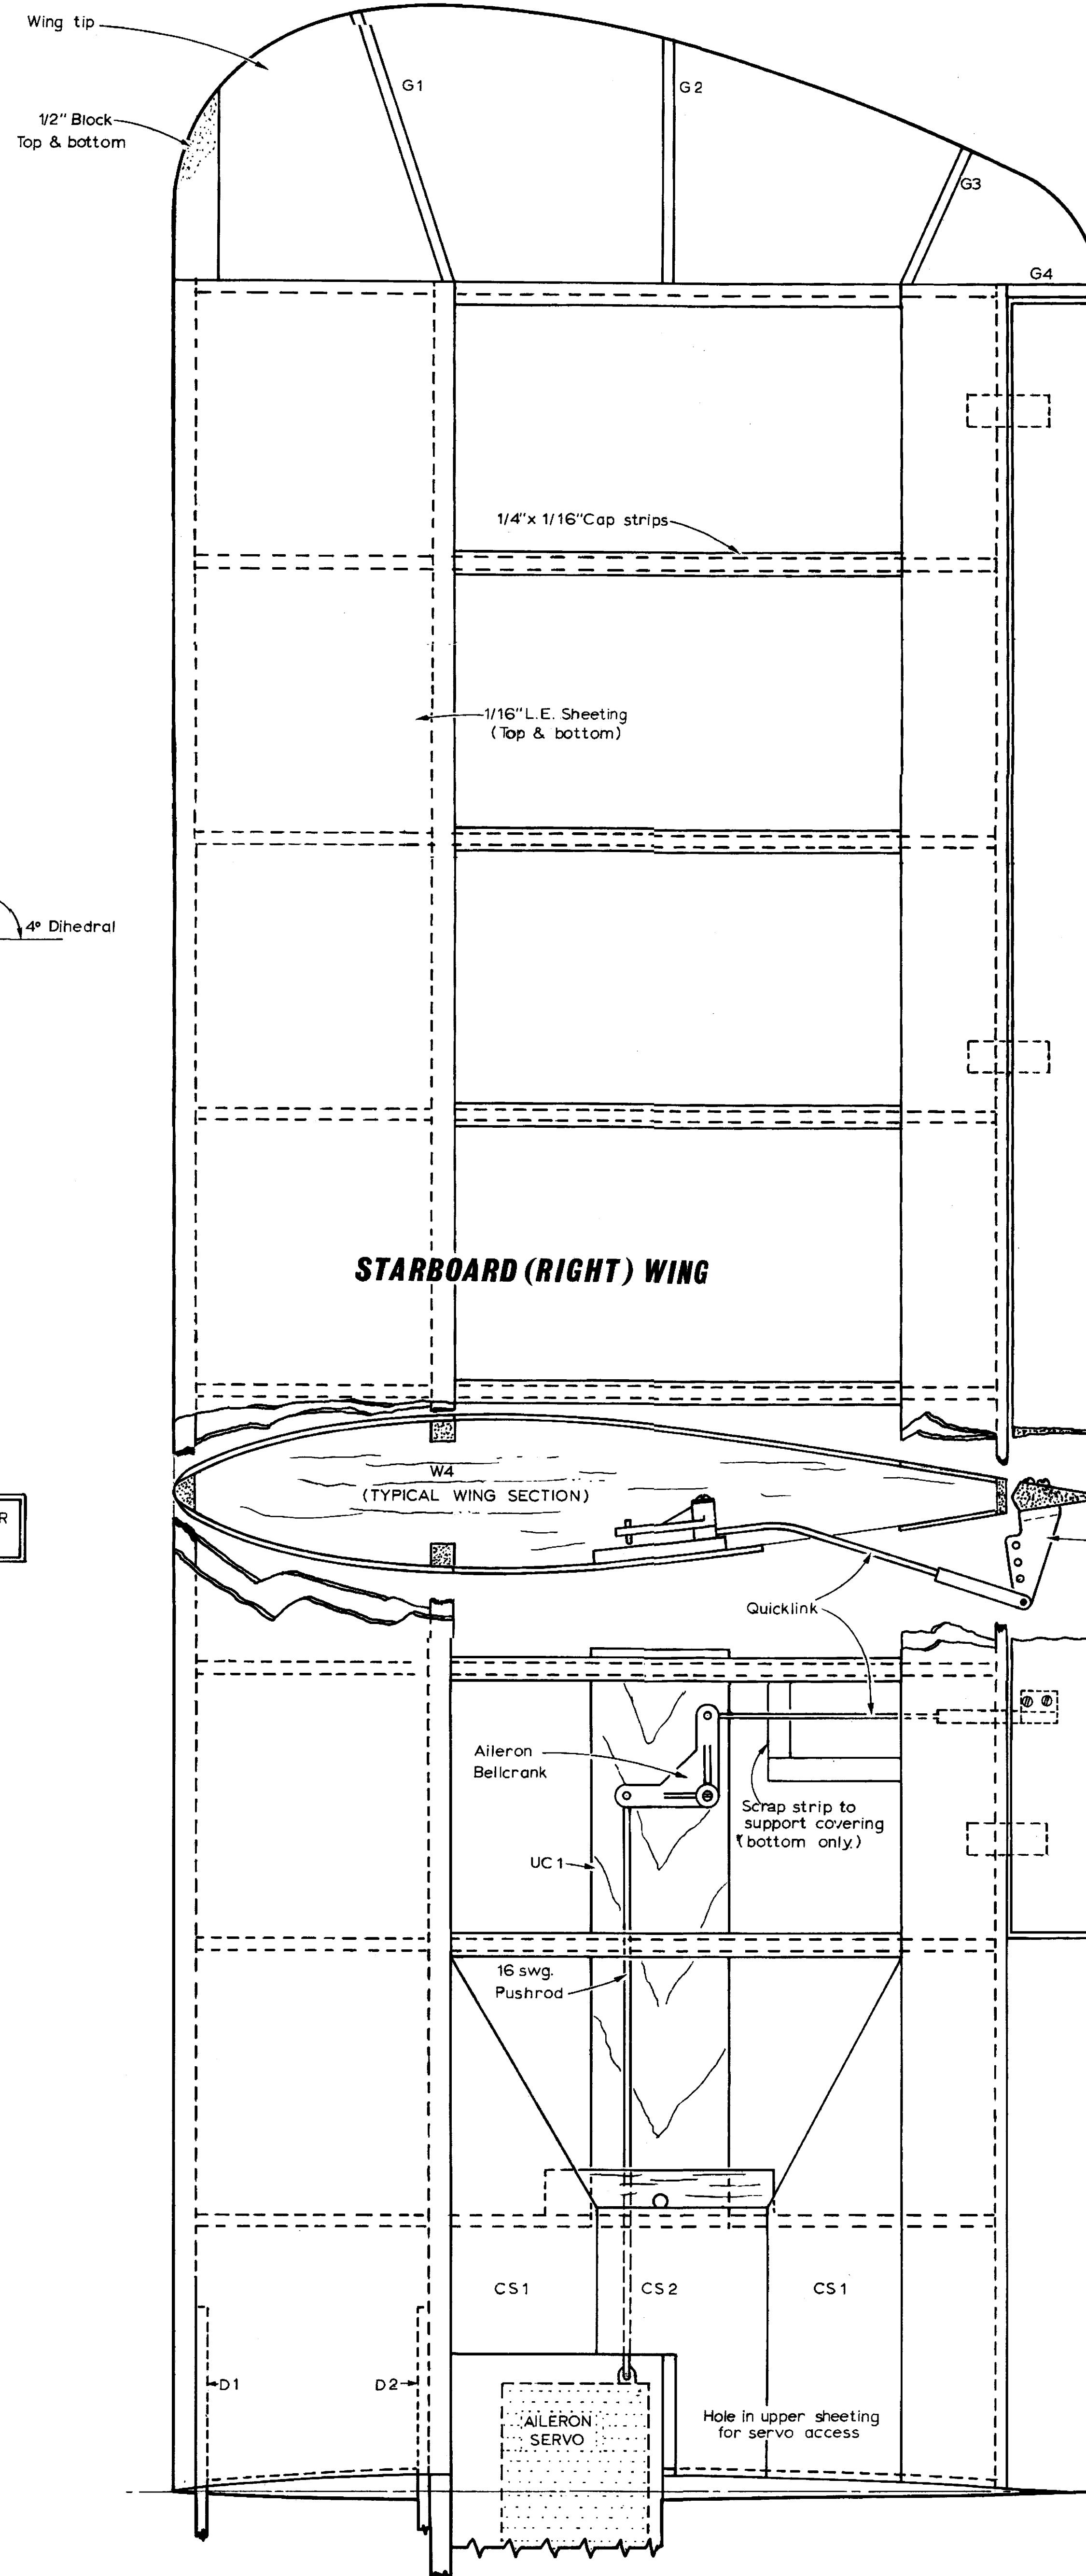 Wing tip
1/2" Block
Top & bottom
G1
G2
G3
G4
1/4"x 1/16"Cap strips
1/16"L.E. Sheeting
(Top & bottom)
4° Dihedral
STARBOARD (RIGHT) WING
W4
(TYPICAL WING SECTION)
R
Quicklink
Aileron
Bellcrank
Scrap strip to
support covering
(bottom only.)
UC1
16 swg.
Pushrod
CS1
CS2
CS1
D1
D2
AILERON
SERVO
Hole in upper sheeting
for servo access